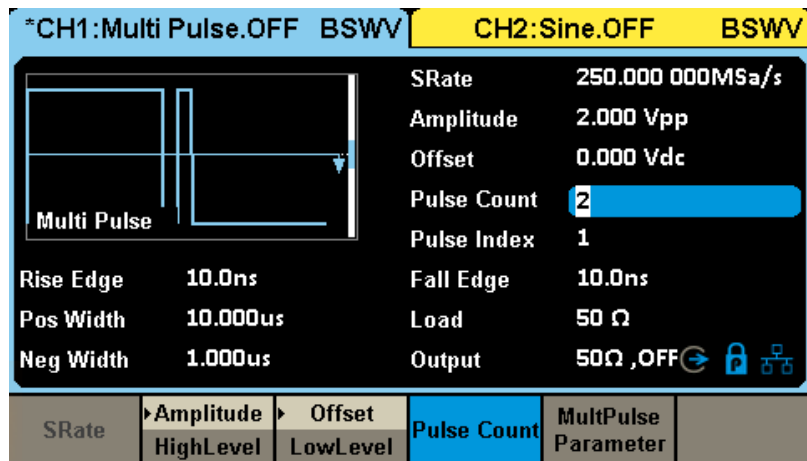 *CH1:Multi Pulse.OFF BSWV
CH2:Sine.OFF BSWV
Multi Pulse
SRate 250.000 000MSa/s
Amplitude 2.000 Vpp
Offset 0.000 Vdc
Pulse Count 2
Pulse Index 1
Rise Edge 10.0ns
Fall Edge 10.0ns
Pos Width 10.000us
Load 50 Ω
Neg Width 1.000us
Output 50Ω ,OFF
P
SRate
Amplitude
HighLevel
Offset
LowLevel
Pulse Count
MultPulse
Parameter